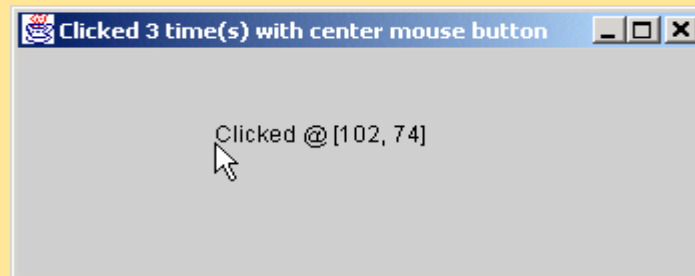 Clicked 3 time(s) with center mouse button
Clicked @ [102, 74]